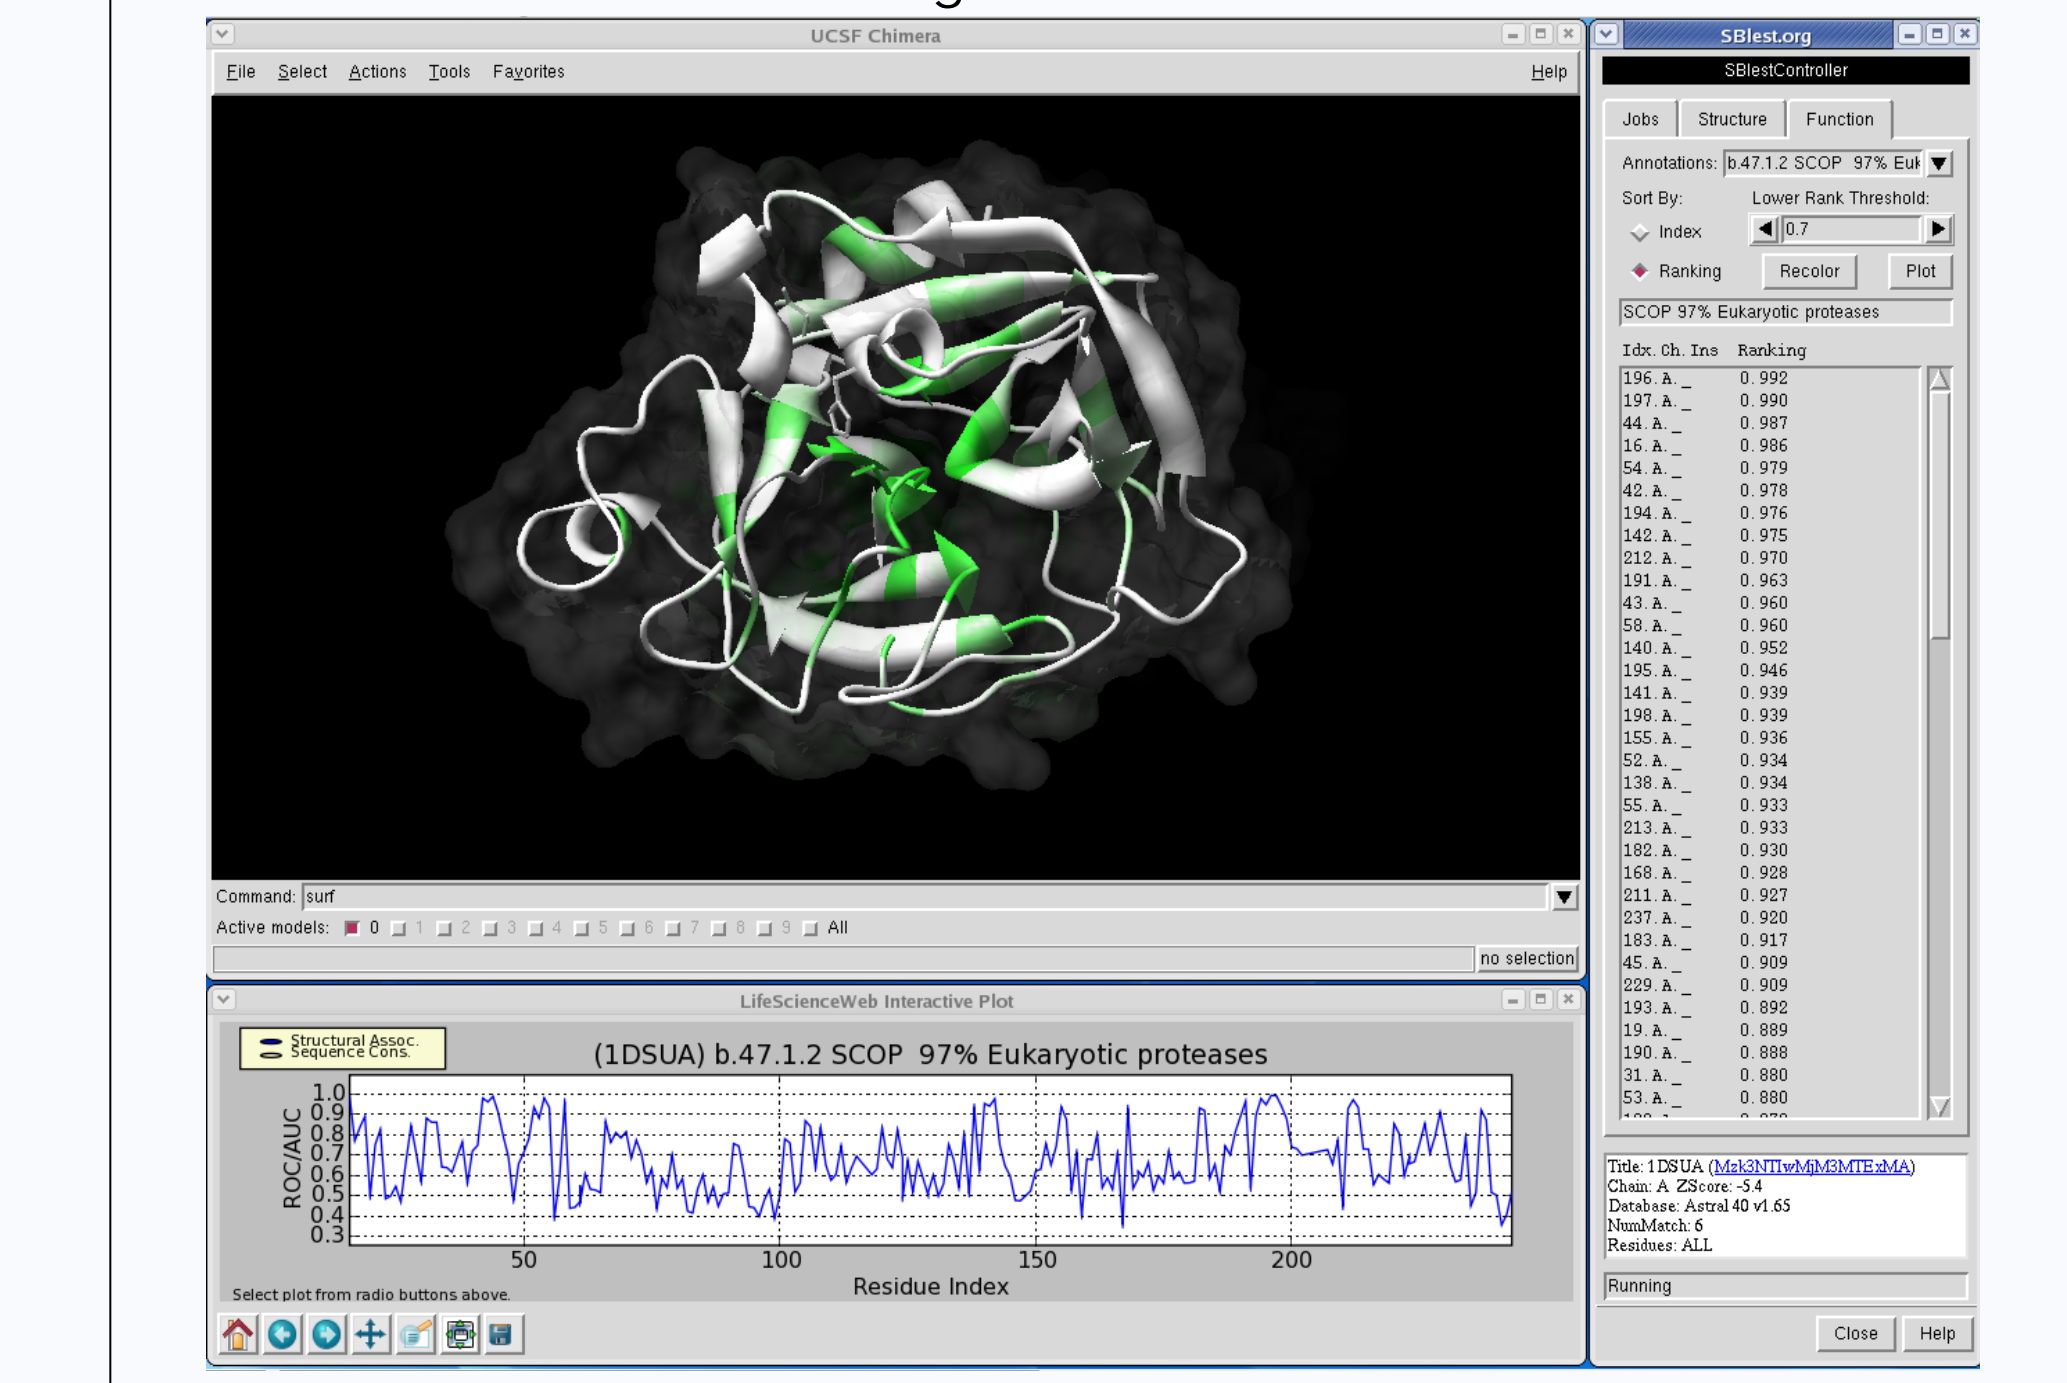 UCSF Chimera
File Select Actions Tools Favorites Help
Command: surf
Active models: 0 1 2 3 4 5 6 7 8 9 All
no selection
LifeScienceWeb Interactive Plot
Structural Assoc.
Sequence Cons.
(1DSUA) b.47.1.2 SCOP 97% Eukaryotic proteases
ROC/AUC
1.0
0.9
0.8
0.7
0.6
0.5
0.4
0.3
50 100 150 200
Residue Index
Select plot from radio buttons above.
SBlest.org
SBlestController
Jobs Structure Function
Annotations: b.47.1.2 SCOP 97% Euk
Sort By: Lower Rank Threshold:
Index 0.7
Ranking Recolor Plot
SCOP 97% Eukaryotic proteases
Idx. Ch. Ins Ranking
196. A. _ 0.992
197. A. _ 0.990
44. A. _ 0.987
16. A. _ 0.986
54. A. _ 0.979
42. A. _ 0.978
194. A. _ 0.976
142. A. _ 0.975
212. A. _ 0.970
191. A. _ 0.963
43. A. _ 0.960
58. A. _ 0.960
140. A. _ 0.952
195. A. _ 0.946
141. A. _ 0.939
198. A. _ 0.939
155. A. _ 0.936
52. A. _ 0.934
138. A. _ 0.934
55. A. _ 0.933
213. A. _ 0.933
182. A. _ 0.930
168. A. _ 0.928
211. A. _ 0.927
237. A. _ 0.920
183. A. _ 0.917
45. A. _ 0.909
229. A. _ 0.909
193. A. _ 0.892
19. A. _ 0.889
190. A. _ 0.888
31. A. _ 0.880
53. A. _ 0.880
Title: 1DSUA (Mzk3NTIwMjM3MTExMA)
Chain: A ZScore: -5.4
Database: Astral 40 v1.65
NumMatch: 6
Residues: ALL
Running
Close Help